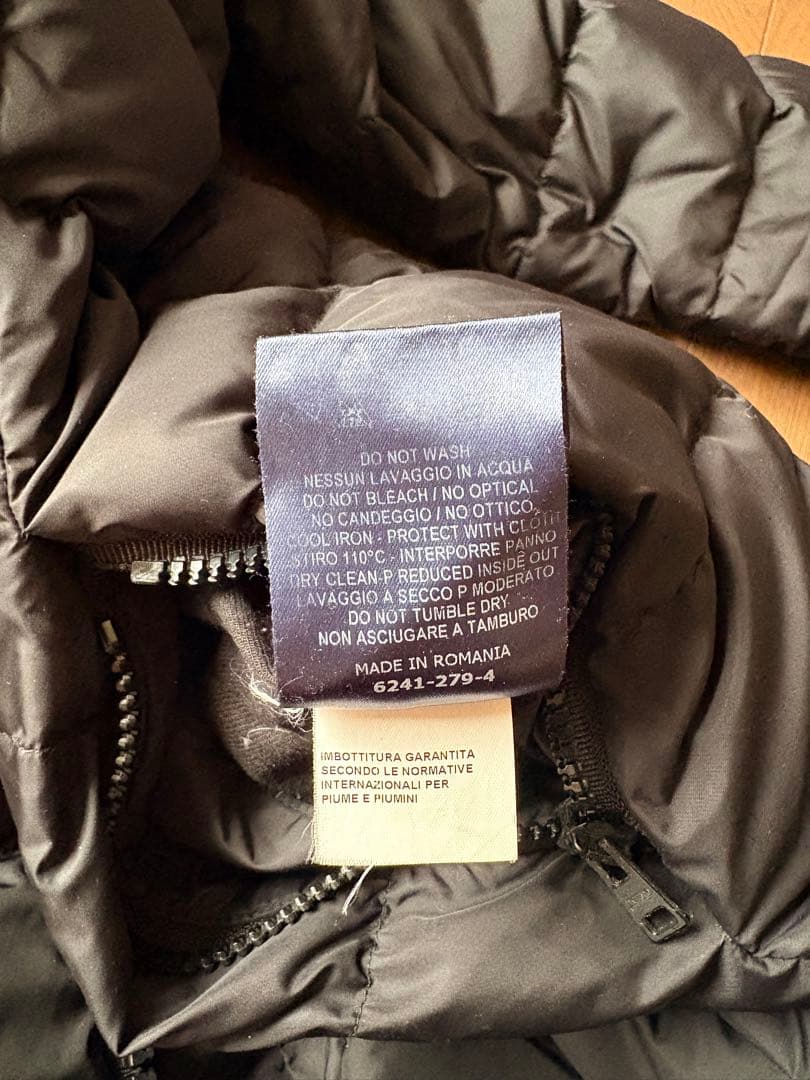 DO NOT WASH
NESSUN LAVAGGIO IN ACQUA
DO NOT BLEACH / NO OPTICAL
NO CANDEGGIO / NO OTTICO
COOL IRON - PROTECT WITH CLOTH
STIRO 110°C - INTERPORRE PANNO
DRY CLEAN-P REDUCED INSIDE OUT
LAVAGGIO A SECCO P MODERATO
DO NOT TUMBLE DRY
NON ASCIUGARE A TAMBURO
MADE IN ROMANIA
6241-279-4
IMBOTTITURA GARANTITA
SECONDO LE NORMATIVE
INTERNAZIONALI PER
PIUME E PIUMINI